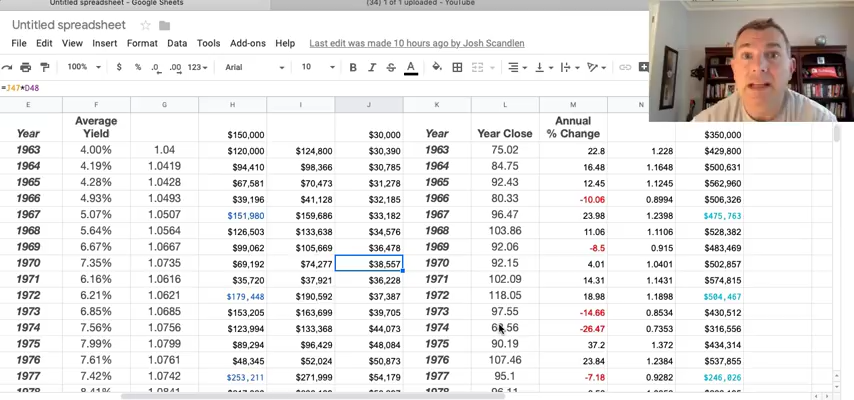 Untitled spreadsheet - Google Sheets
(34) 1 of 1 uploaded - YouTube
Untitled spreadsheet
File Edit View Insert Format Data Tools Add-ons Help Last edit was made 10 hours ago by Josh Scandlen
100% $ % .0 .00 123 Arial 10 B I S A
=J47*D48
E F G H I J K L M N
Year Average Yield $150,000 $30,000 Year Year Close Annual % Change $350,000
1963 4.00% 1.04 $120,000 $124,800 $30,390 1963 75.02 22.8 1.228 $429,800
1964 4.19% 1.0419 $94,410 $98,366 $30,785 1964 84.75 16.48 1.1648 $500,631
1965 4.28% 1.0428 $67,581 $70,473 $31,278 1965 92.43 12.45 1.1245 $562,960
1966 4.93% 1.0493 $39,196 $41,128 $32,185 1966 80.33 -10.06 0.8994 $506,326
1967 5.07% 1.0507 $151,980 $159,686 $33,182 1967 96.47 23.98 1.2398 $475,763
1968 5.64% 1.0564 $126,503 $133,638 $34,576 1968 103.86 11.06 1.1106 $528,382
1969 6.67% 1.0667 $99,062 $105,669 $36,478 1969 92.06 -8.5 0.915 $483,469
1970 7.35% 1.0735 $69,192 $74,277 $38,557 1970 92.15 4.01 1.0401 $502,857
1971 6.16% 1.0616 $35,720 $37,921 $36,228 1971 102.09 14.31 1.1431 $574,815
1972 6.21% 1.0621 $179,448 $190,592 $37,387 1972 118.05 18.98 1.1898 $504,467
1973 6.85% 1.0685 $153,205 $163,699 $39,705 1973 97.55 -14.66 0.8534 $430,512
1974 7.56% 1.0756 $123,994 $133,368 $44,073 1974 -26.47 0.7353 $316,556
1975 7.99% 1.0799 $89,294 $96,429 $48,084 1975 90.19 37.2 1.372 $434,314
1976 7.61% 1.0761 $48,345 $52,024 $50,873 1976 107.46 23.84 1.2384 $537,855
1977 7.42% 1.0742 $253,211 $271,999 $54,179 1977 95.1 -7.18 0.9282 $246,026